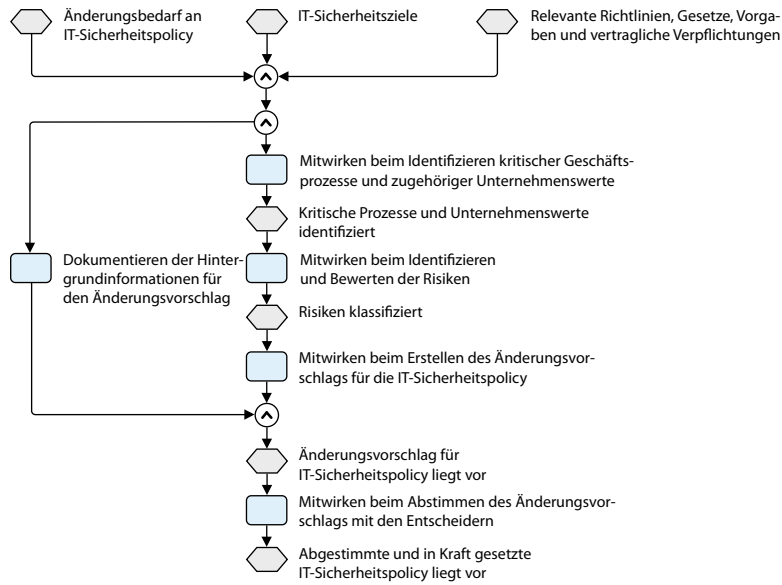 Änderungsbedarf an
IT-Sicherheitspolicy
IT-Sicherheitsziele
Relevante Richtlinien, Gesetze, Vorga-
ben und vertragliche Verpflichtungen
Mitwirken beim Identifizieren kritischer Geschäfts-
prozesse und zugehöriger Unternehmenswerte
Kritische Prozesse und Unternehmenswerte
identifiziert
Dokumentieren der Hinter-
grundinformationen für
den Änderungsvorschlag
Mitwirken beim Identifizieren
und Bewerten der Risiken
Risiken klassifiziert
Mitwirken beim Erstellen des Änderungsvor-
schlags für die IT-Sicherheitspolicy
Änderungsvorschlag für
IT-Sicherheitspolicy liegt vor
Mitwirken beim Abstimmen des Änderungsvor-
schlags mit den Entscheidern
Abgestimmte und in Kraft gesetzte
IT-Sicherheitspolicy liegt vor